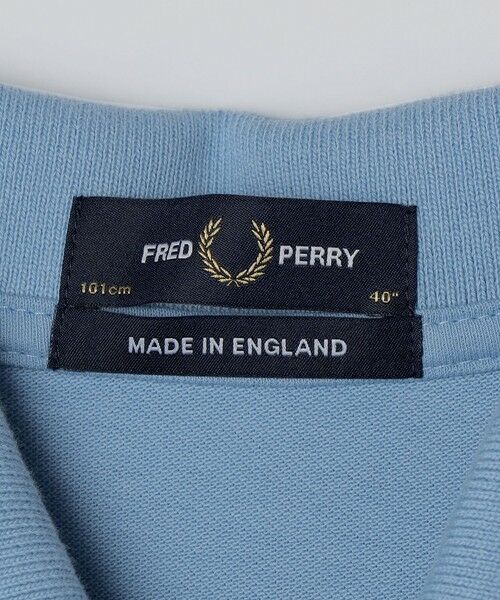 FRED PERRY
101cm 40"
MADE IN ENGLAND